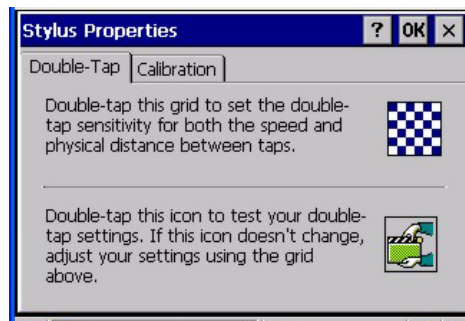 Stylus Properties ? OK ×
Double-Tap Calibration
Double-tap this grid to set the double-
tap sensitivity for both the speed and
physical distance between taps.
Double-tap this icon to test your double-
tap settings. If this icon doesn't change,
adjust your settings using the grid
above.